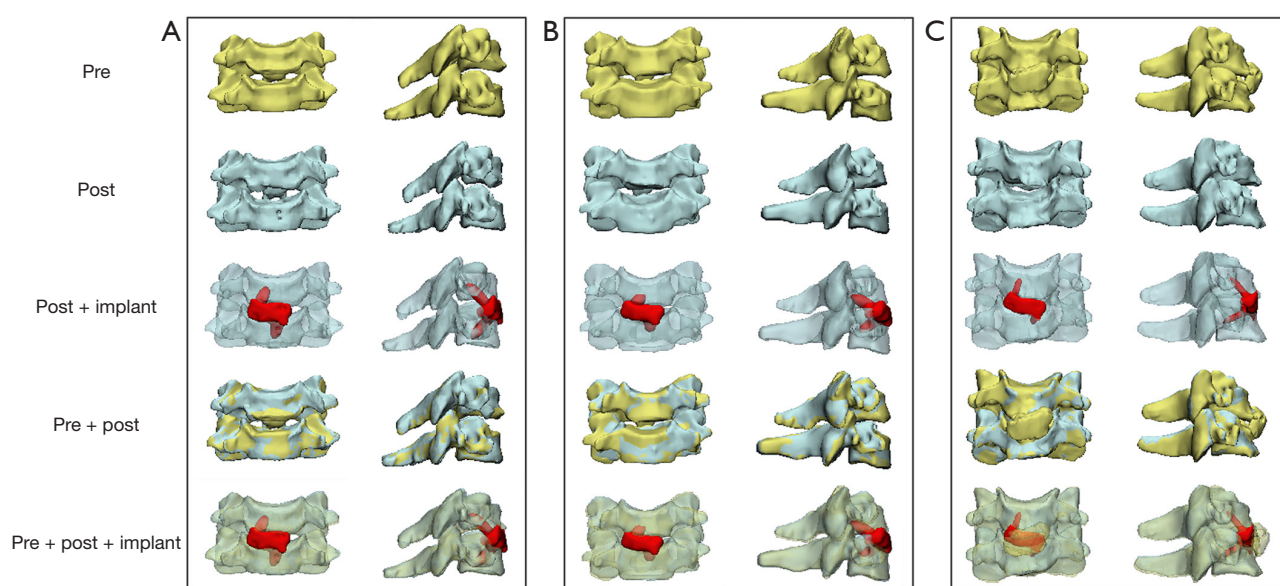 A
B
C
Pre
Post
Post + implant
Pre + post
Pre + post + implant